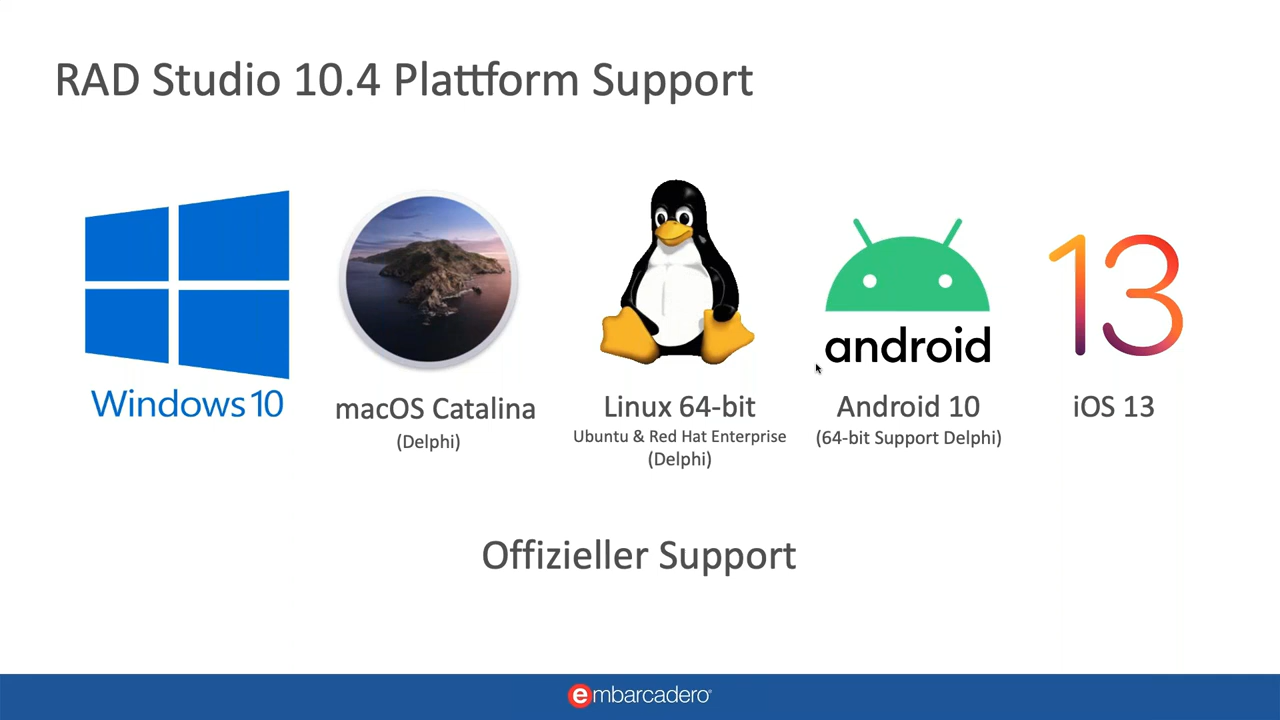 RAD Studio 10.4 Plattform Support
Windows 10
macOS Catalina
(Delphi)
Linux 64-bit
Ubuntu & Red Hat Enterprise
(Delphi)
android
Android 10
(64-bit Support Delphi)
13
iOS 13
Offizieller Support
embarcadero®